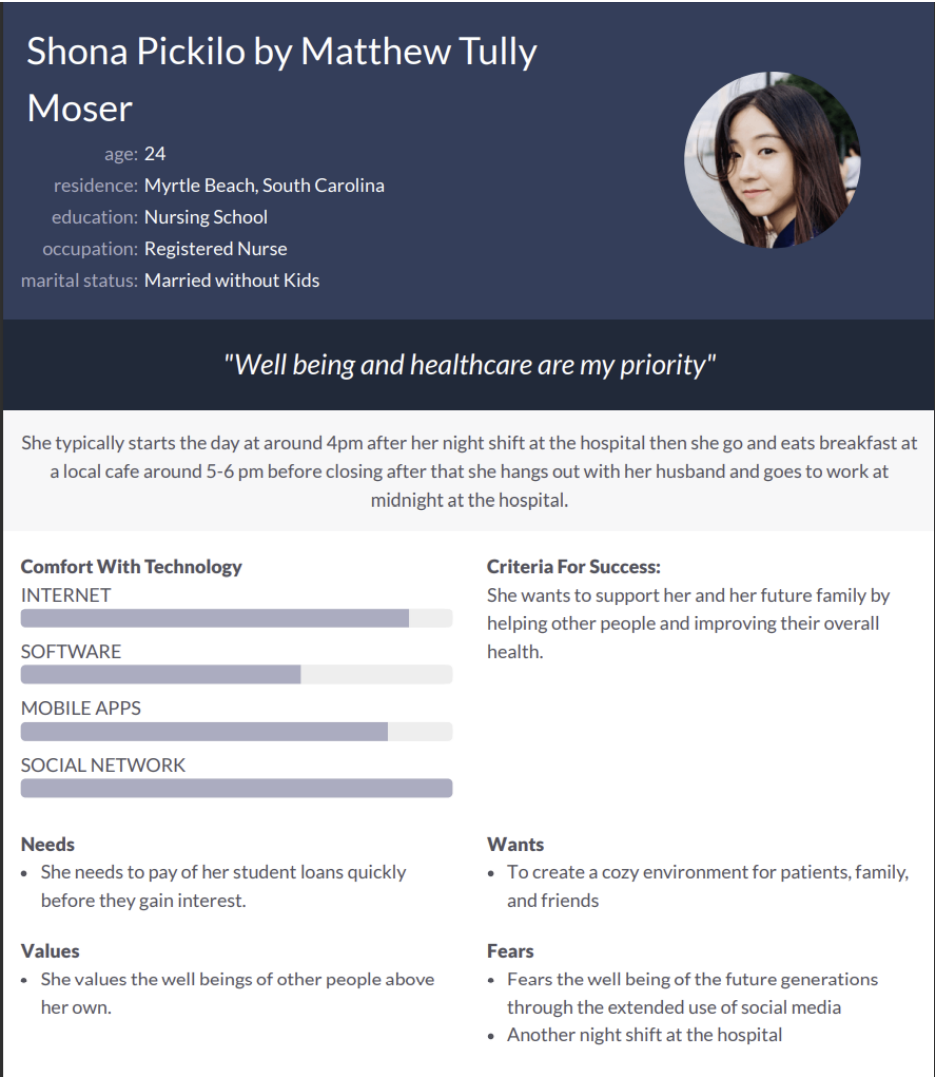 Shona Pickilo by Matthew Tully
Moser
age: 24
residence: Myrtle Beach, South Carolina
education: Nursing School
occupation: Registered Nurse
marital status: Married without Kids
"Well being and healthcare are my priority"
She typically starts the day at around 4pm after her night shift at the hospital then she go and eats breakfast at
a local cafe around 5-6 pm before closing after that she hangs out with her husband and goes to work at
midnight at the hospital.
Comfort With Technology
INTERNET
SOFTWARE
MOBILE APPS
SOCIAL NETWORK
Criteria For Success:
She wants to support her and her future family by
helping other people and improving their overall
health.
Needs
• She needs to pay of her student loans quickly
before they gain interest.
Wants
• To create a cozy environment for patients, family,
and friends
Values
• She values the well beings of other people above
her own.
Fears
• Fears the well being of the future generations
through the extended use of social media
• Another night shift at the hospital